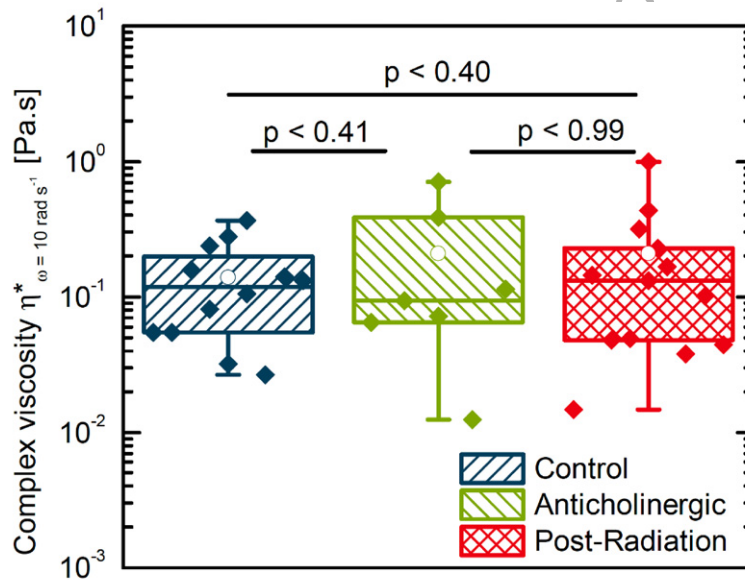 Complex viscosity η*ω = 10 rad s⁻¹ [Pa.s]
10¹
10⁰
10⁻¹
10⁻²
10⁻³
p < 0.40
p < 0.41
p < 0.99
Control
Anticholinergic
Post-Radiation